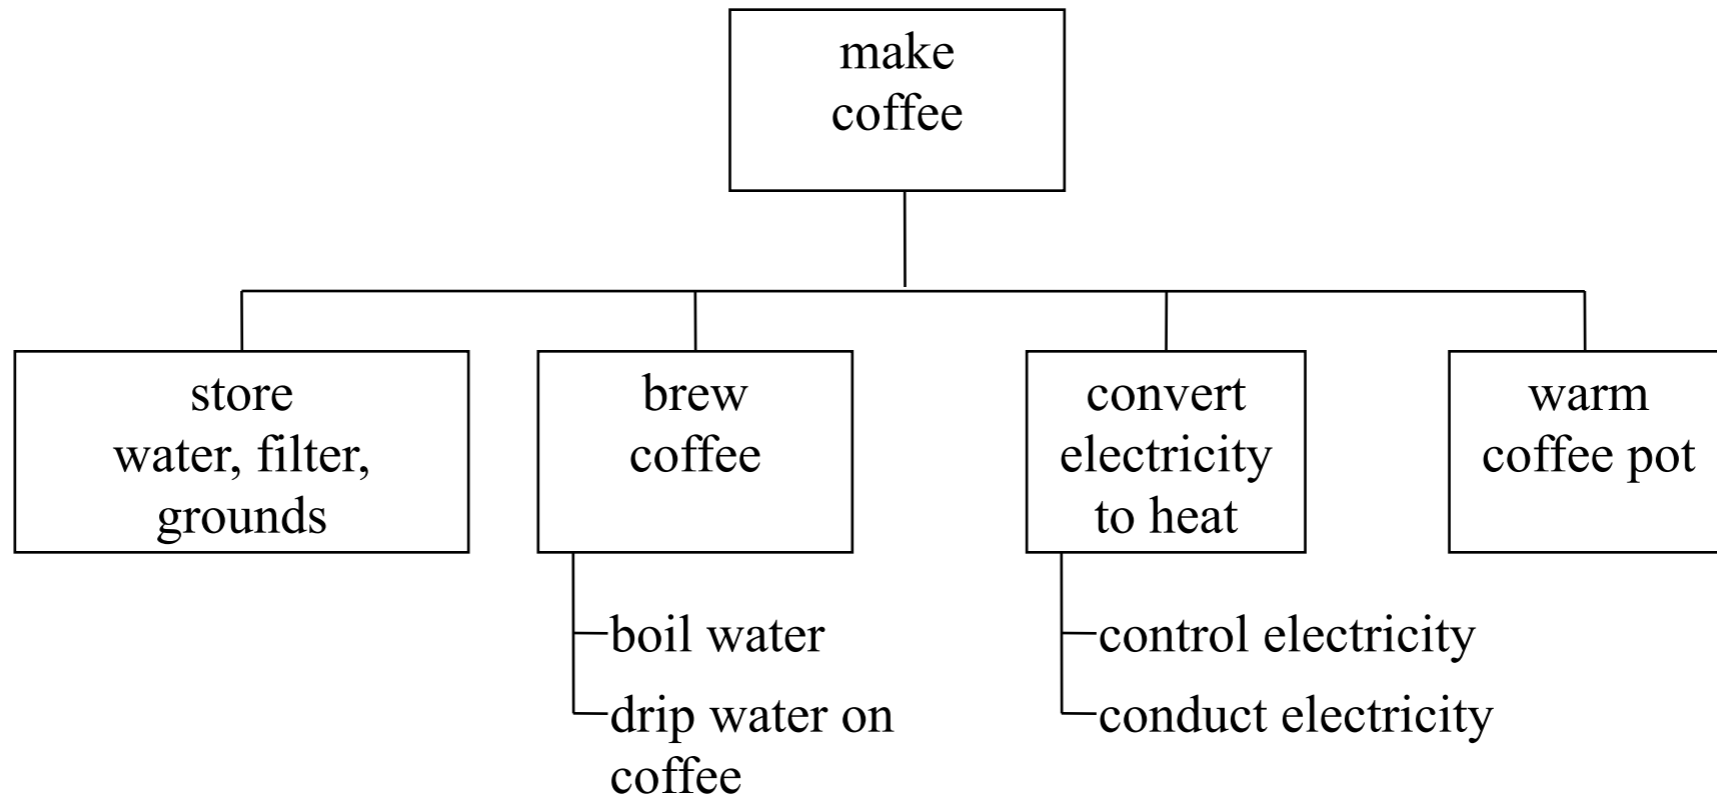 make
coffee
store
water, filter,
grounds
brew
coffee
convert
electricity
to heat
warm
coffee pot
boil water
drip water on
coffee
control electricity
conduct electricity